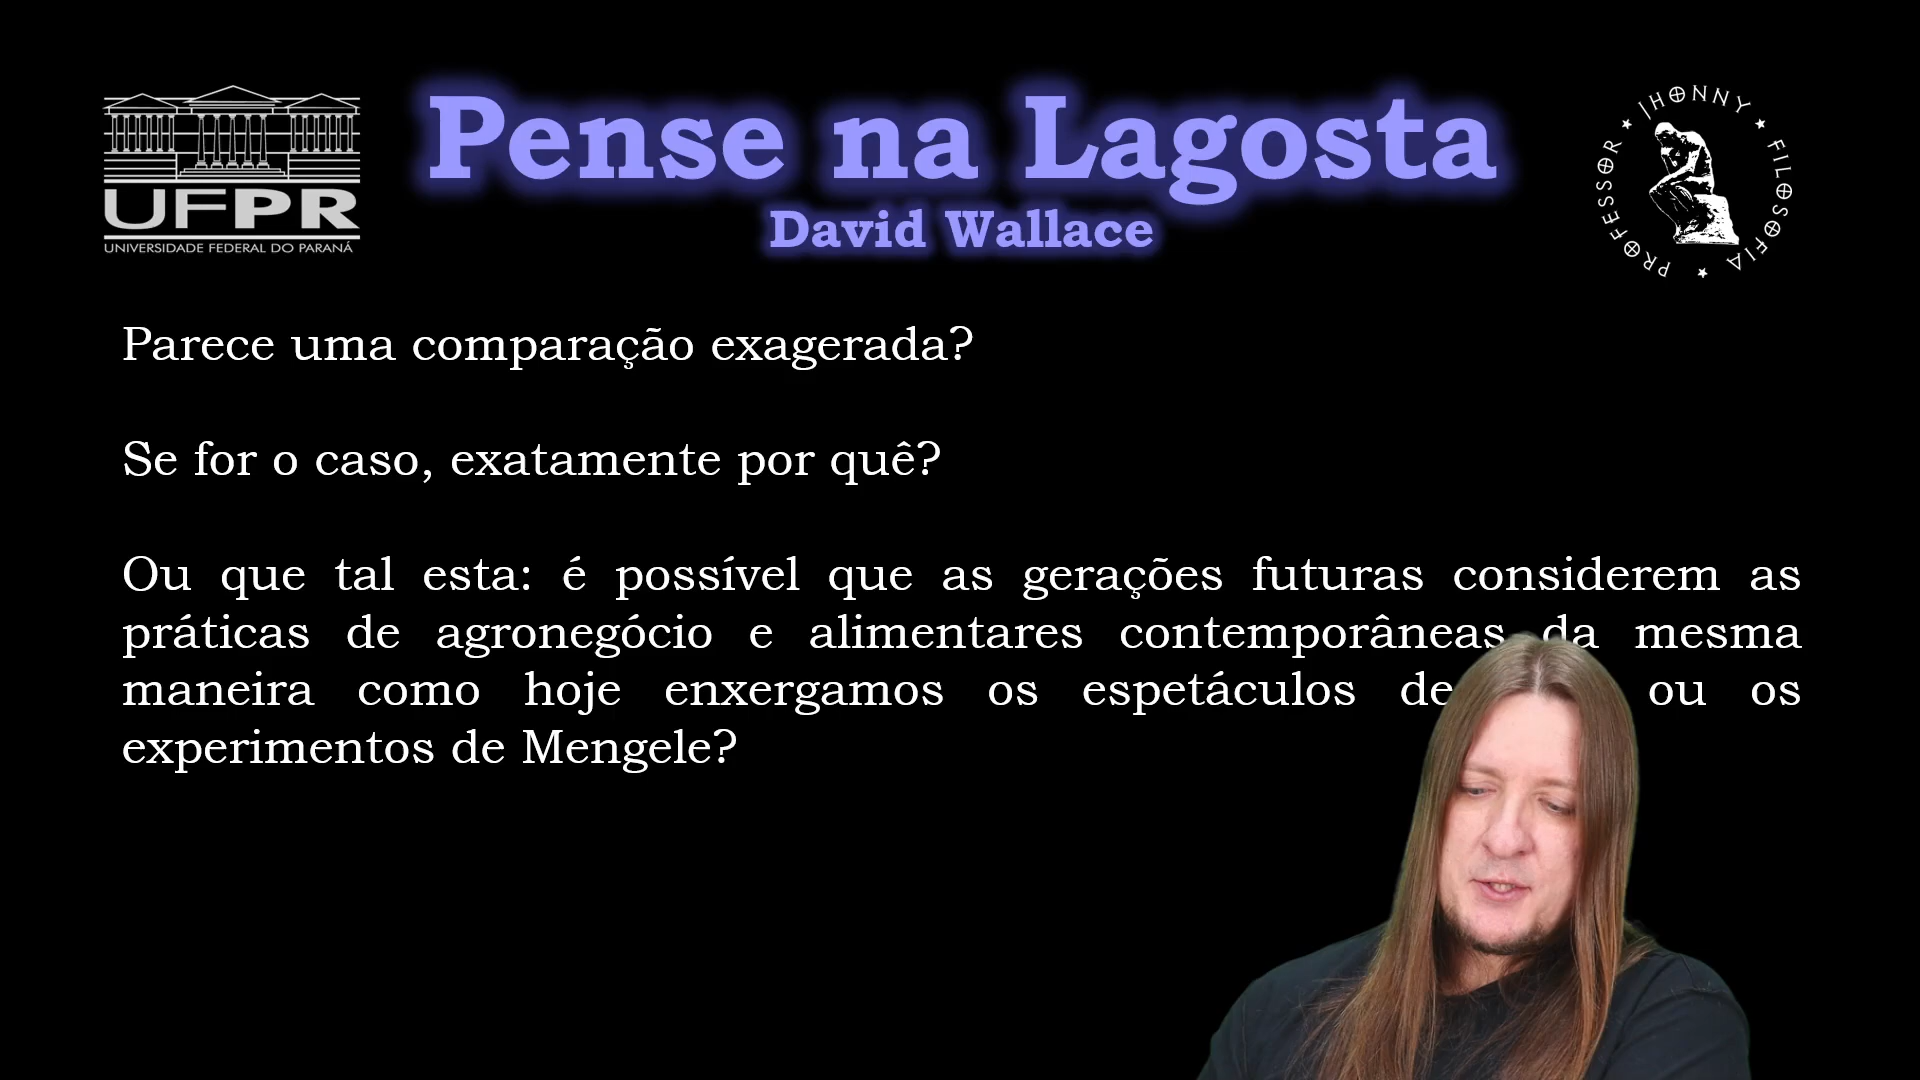 UFPR
UNIVERSIDADE FEDERAL DO PARANÁ
Pense na Lagosta
David Wallace
PROFESSOR ★ JHONNY ★ FILOSOFIA ★
Parece uma comparação exagerada?
Se for o caso, exatamente por quê?
Ou que tal esta: é possível que as gerações futuras considerem as
práticas de agronegócio e alimentares contemporâneas da mesma
maneira como hoje enxergamos os espetáculos de ou os
experimentos de Mengele?